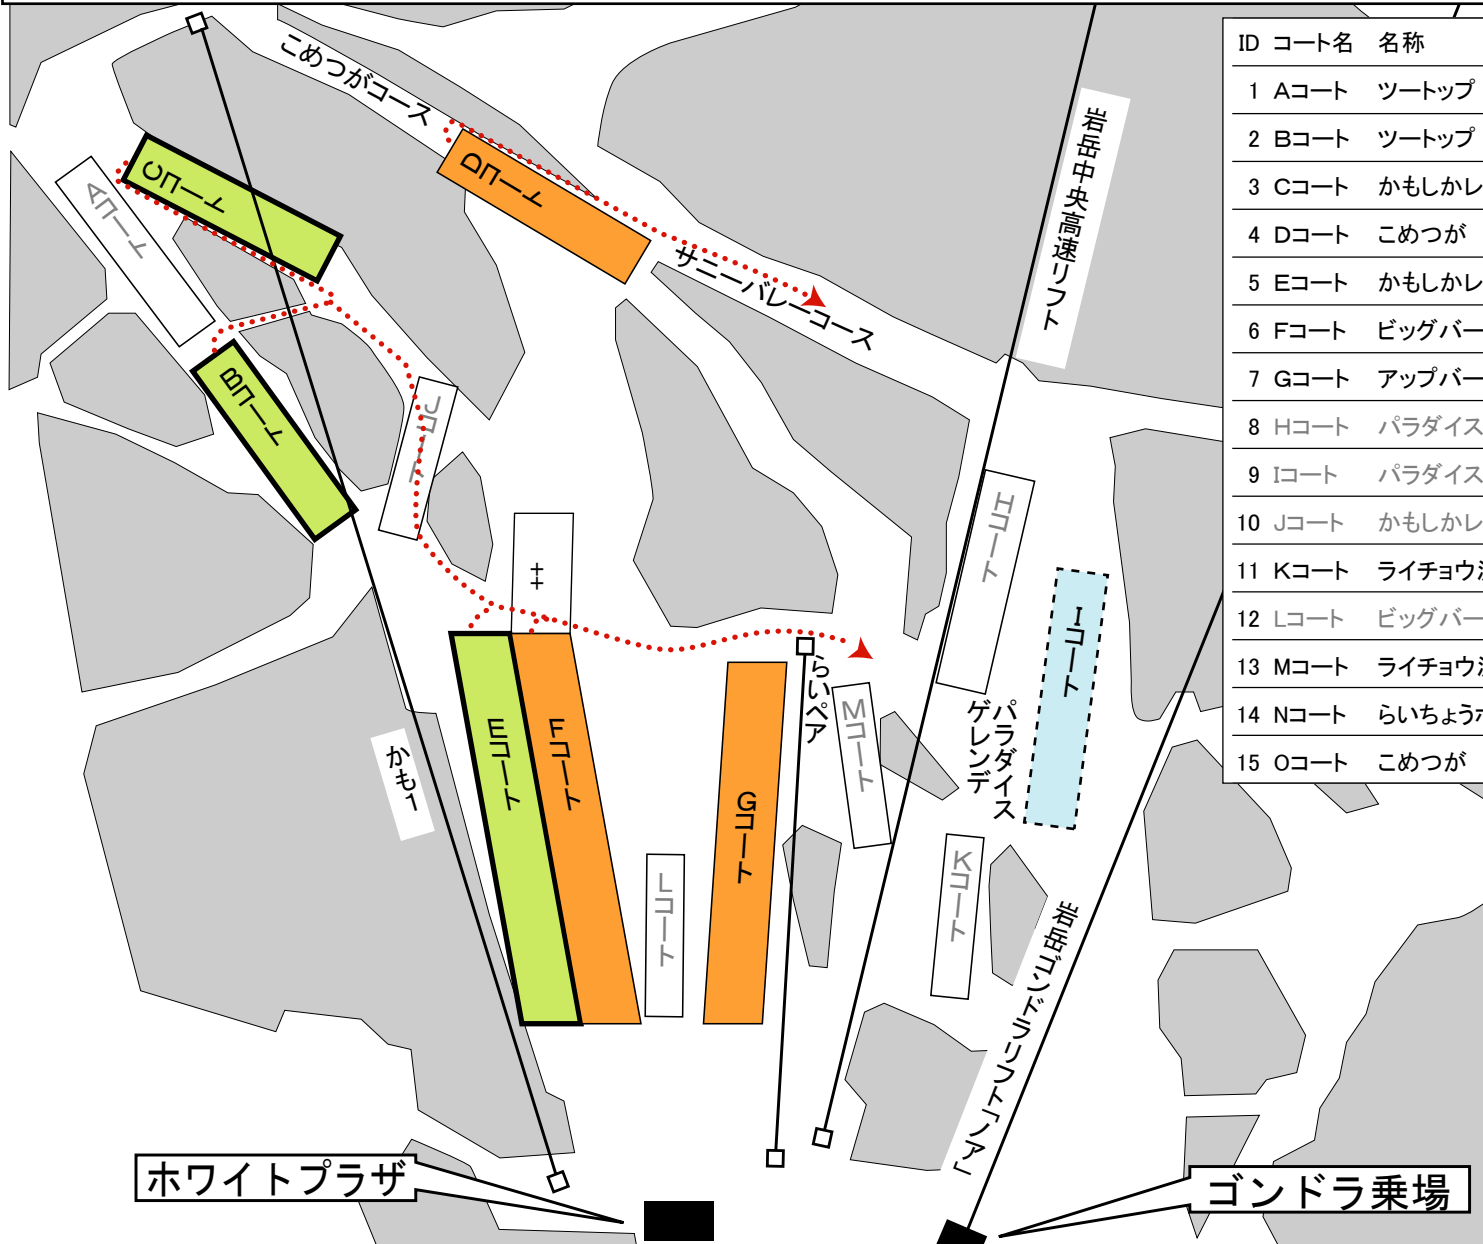 こめつがコース
Aコート
Cコート
Dコート
サニーバレーコース
岩岳中央高速リフト
Bコート
Jコート
++
Hコート
Iコート
パラダイス
ゲレンデ
らいペア
Mコート
かも1
Eコート
Fコート
Gコート
Lコート
Kコート
岩岳ゴンドラリフト「ノア」
ホワイトプラザ
ゴンドラ乗場
ID コート名 名称
1 Aコート ツートップ
2 Bコート ツートップ
3 Cコート かもしかレ
4 Dコート こめつが
5 Eコート かもしかレ
6 Fコート ビッグバー
7 Gコート アップバー
8 Hコート パラダイス
9 Iコート パラダイス
10 Jコート かもしかレ
11 Kコート ライチョウ
12 Lコート ビッグバー
13 Mコート ライチョウ
14 Nコート らいちょう
15 Oコート こめつが